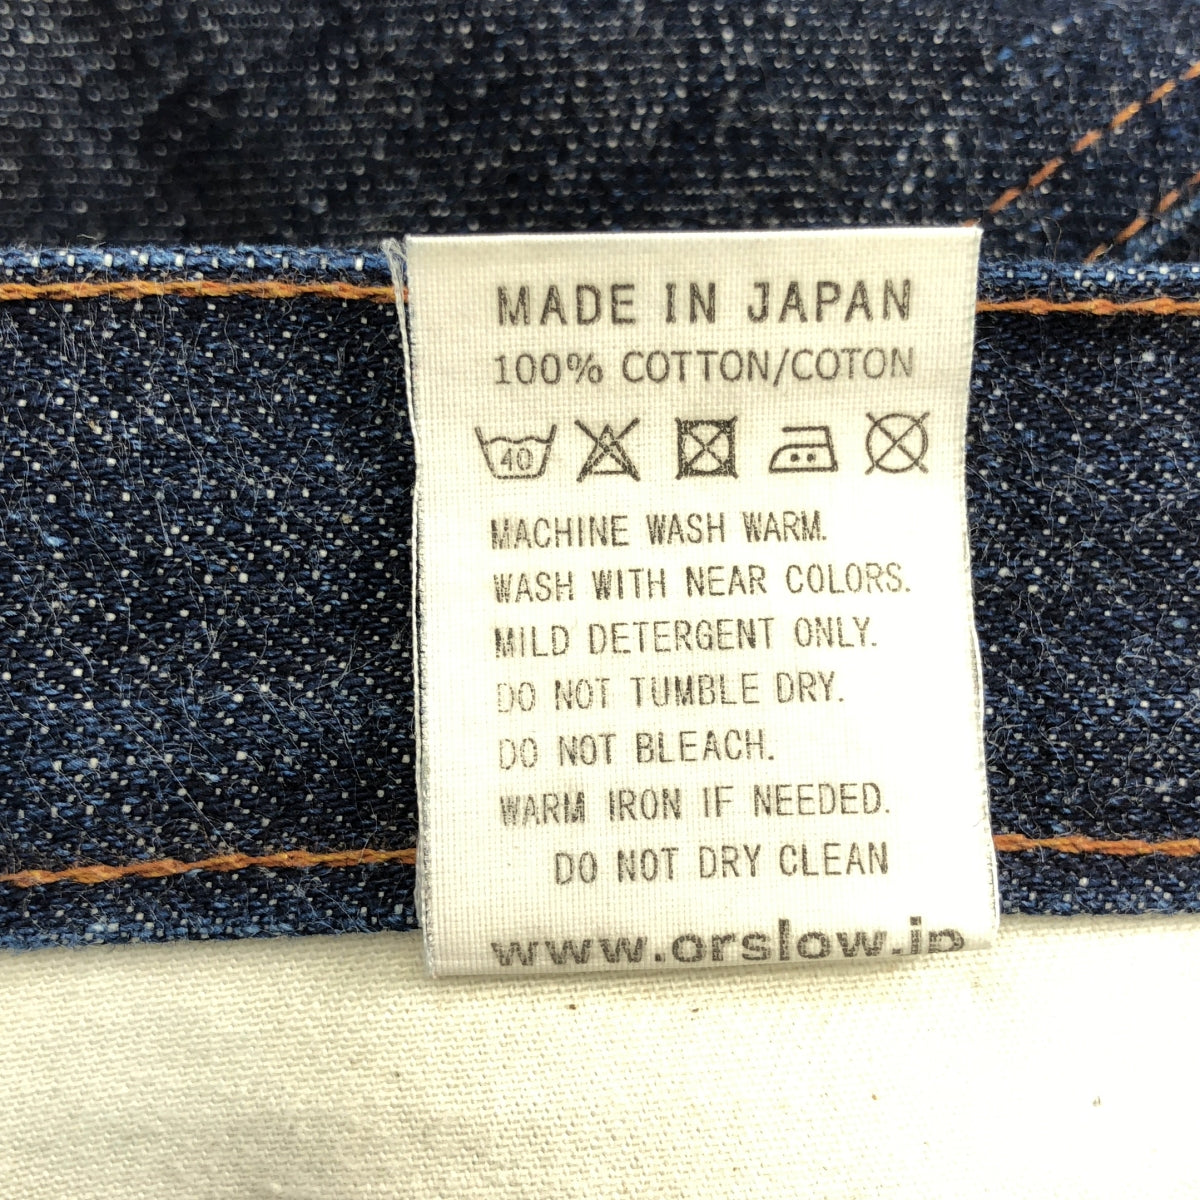 MADE IN JAPAN
100% COTTON/COTON
40
MACHINE WASH WARM.
WASH WITH NEAR COLORS.
MILD DETERGENT ONLY.
DO NOT TUMBLE DRY.
DO NOT BLEACH.
WARM IRON IF NEEDED.
DO NOT DRY CLEAN
www.orslow.jp